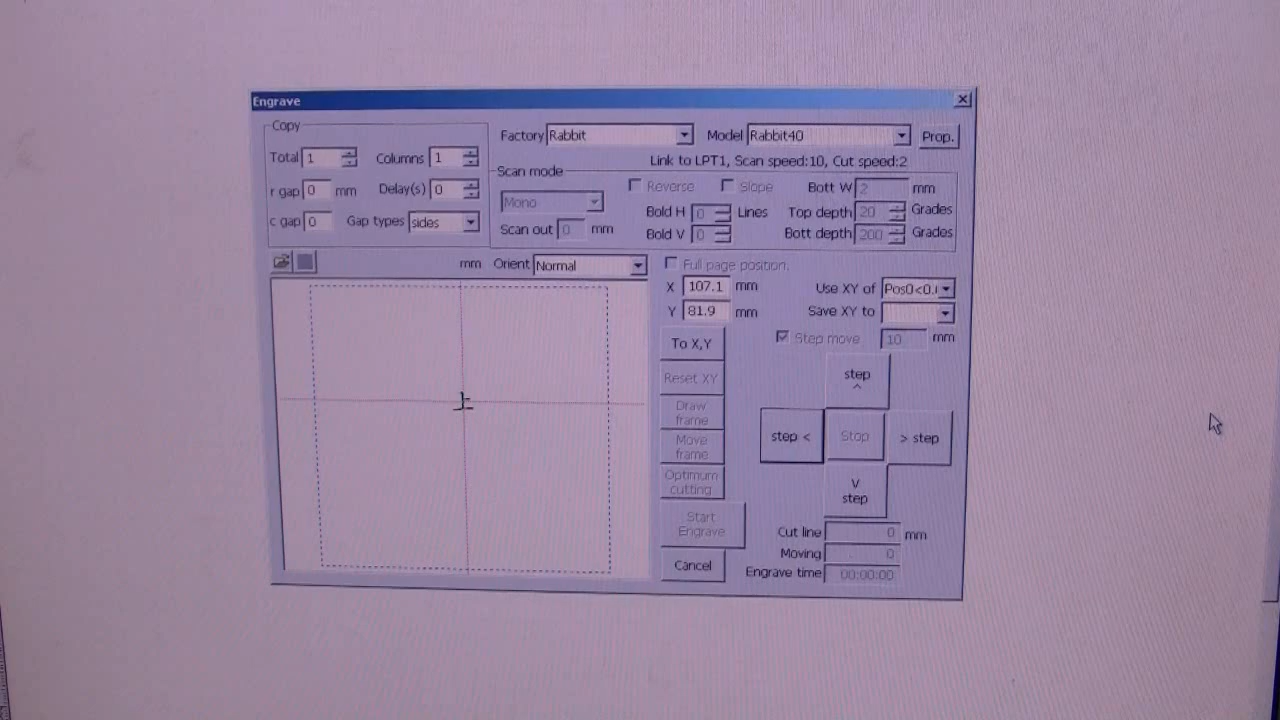 Engrave
Copy
Total 1 Columns 1
r gap 0 mm Delay(s) 0
c gap 0 Gap types sides
Factory Rabbit Model Rabbit40 Prop.
Link to LPT1, Scan speed:10, Cut speed:2
Scan mode
Mono
Scan out 0 mm
Reverse Slope Bott W 2 mm
Bold H 0 Lines Top depth 20 Grades
Bold V 0 Bott depth 200 Grades
mm Orient Normal
Full page position.
X 107.1 mm Use XY of Pos0<0.
Y 81.9 mm Save XY to
To X,Y
Step move 10 mm
Reset XY
Draw
frame
Move
frame
Optimum
cutting
Start
Engrave
Cancel
step
^
step < Stop > step
V
step
Cut line 0 mm
Moving 0
Engrave time 00:00:00